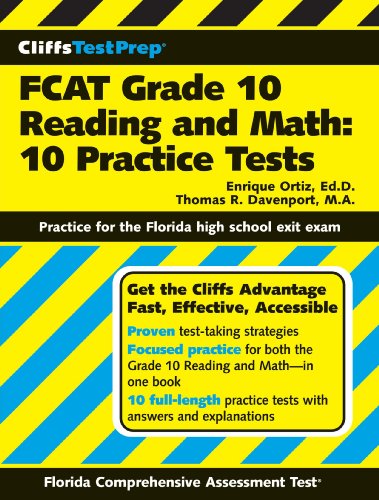 CliffsTestPrep®
FCAT Grade 10
Reading and Math:
10 Practice Tests
Enrique Ortiz, Ed.D.
Thomas R. Davenport, M.A.
Practice for the Florida high school exit exam
Get the Cliffs Advantage
Fast, Effective, Accessible
Proven test-taking strategies
Focused practice for both the
Grade 10 Reading and Math—in
one book
10 full-length practice tests with
answers and explanations
Florida Comprehensive Assessment Test®